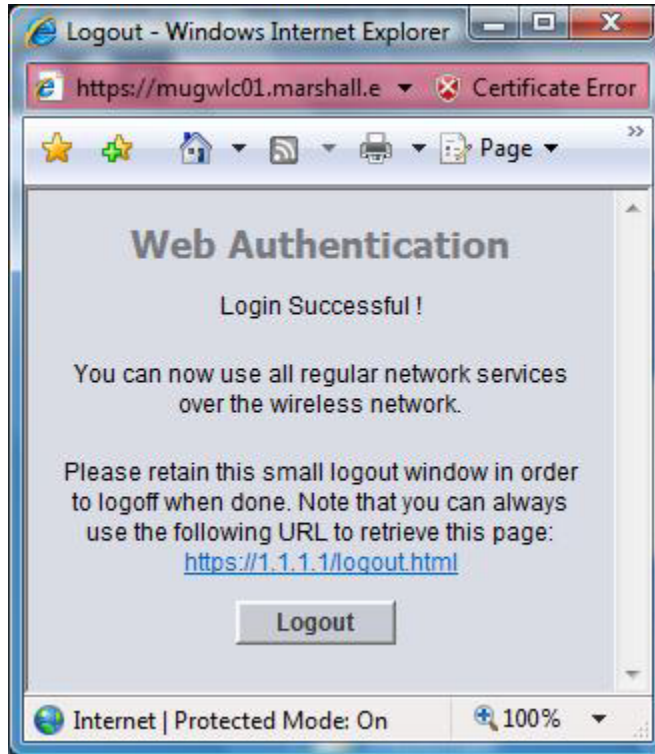 Logout - Windows Internet Explorer
https://mugwlc01.marshall.e Certificate Error
Page »
Web Authentication
Login Successful !
You can now use all regular network services
over the wireless network.
Please retain this small logout window in order
to logoff when done. Note that you can always
use the following URL to retrieve this page:
https://1.1.1.1/logout.html
Logout
Internet | Protected Mode: On 100%